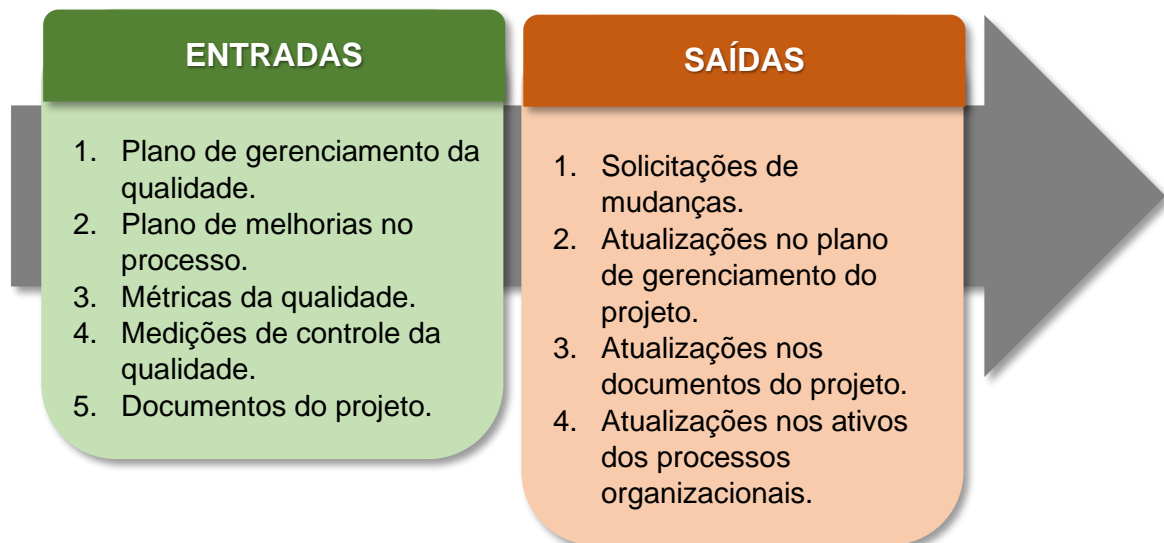 ENTRADAS
1. Plano de gerenciamento da
qualidade.
2. Plano de melhorias no
processo.
3. Métricas da qualidade.
4. Medições de controle da
qualidade.
5. Documentos do projeto.
SAÍDAS
1. Solicitações de
mudanças.
2. Atualizações no plano
de gerenciamento do
projeto.
3. Atualizações nos
documentos do projeto.
4. Atualizações nos ativos
dos processos
organizacionais.